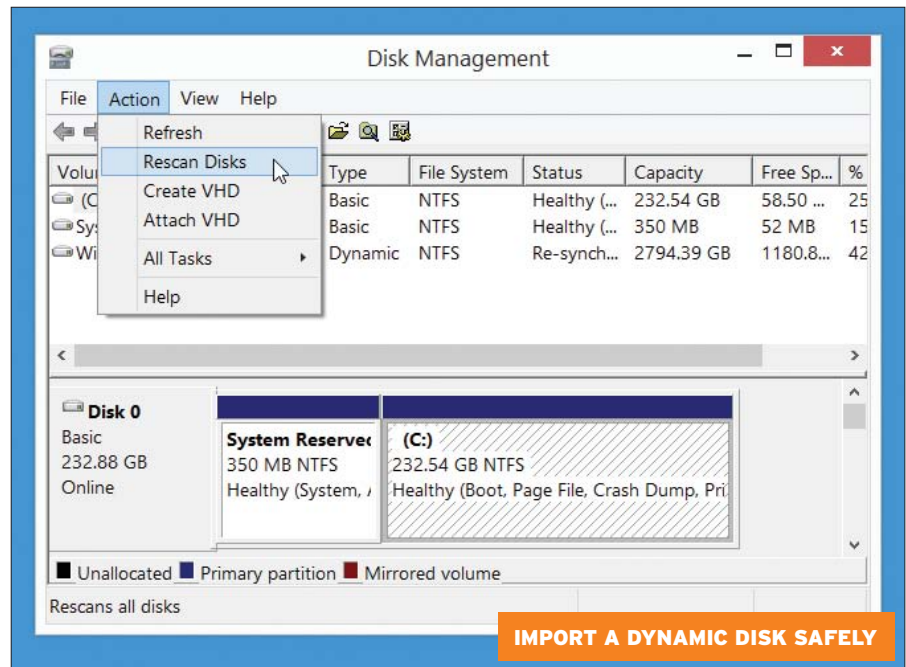 Disk Management
File Action View Help
Refresh
Rescan Disks
Create VHD
Attach VHD
All Tasks
Help
Type File System Status Capacity Free Sp... %
(C Basic NTFS Healthy (... 232.54 GB 58.50 ... 25
Sys Basic NTFS Healthy (... 350 MB 52 MB 15
Wi Dynamic NTFS Re-synch... 2794.39 GB 1180.8... 42
Disk 0
Basic
232.88 GB
Online
System Reserved
350 MB NTFS
Healthy (System, A
(C:)
232.54 GB NTFS
Healthy (Boot, Page File, Crash Dump, Pri
Unallocated Primary partition Mirrored volume
Rescans all disks
IMPORT A DYNAMIC DISK SAFELY